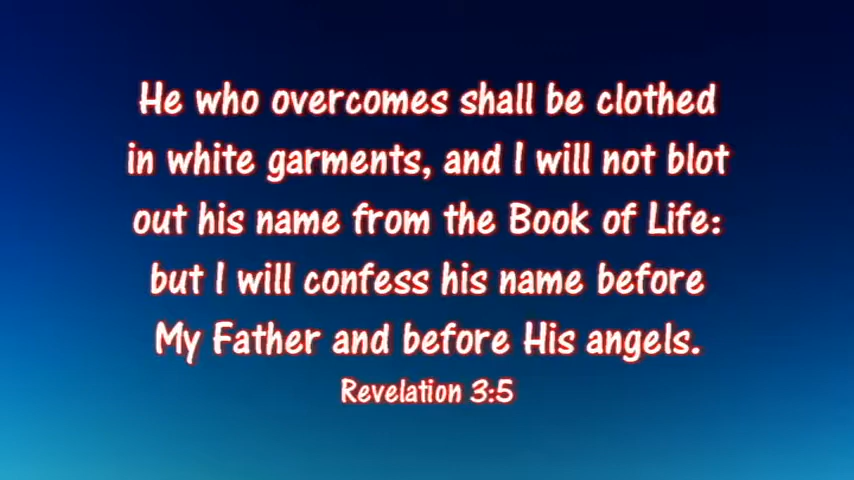 He who overcomes shall be clothed
in white garments, and I will not blot
out his name from the Book of Life:
but I will confess his name before
My Father and before His angels.
Revelation 3:5